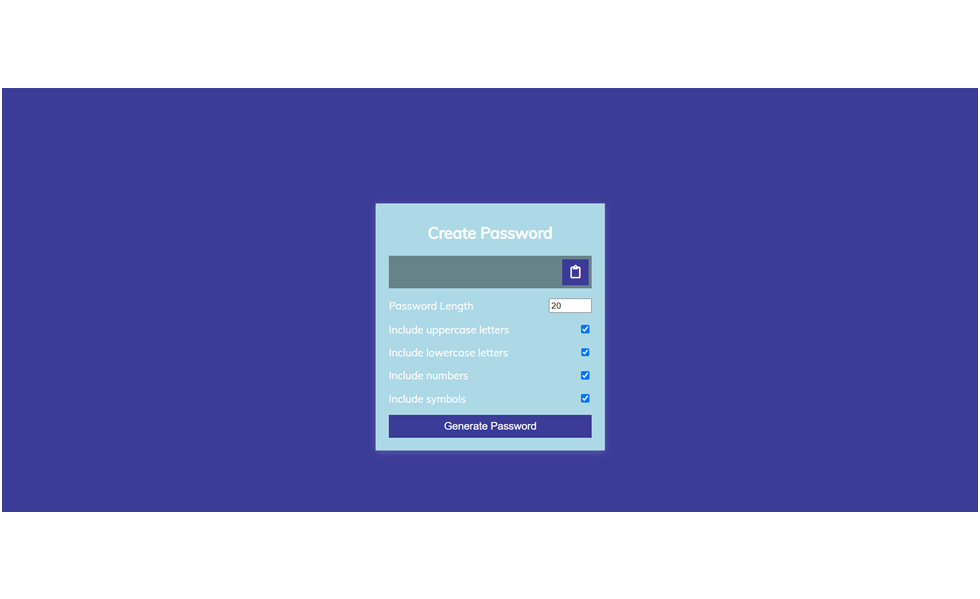 Create Password
Password Length 20
Include uppercase letters
Include lowercase letters
Include numbers
Include symbols
Generate Password